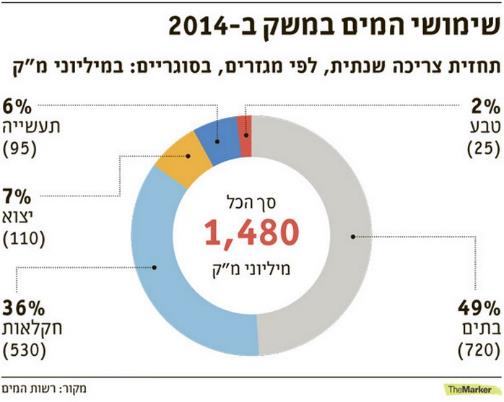 שימושי המים במשק ב-2014
תחזית צריכה שנתית, לפי מגזרים, בסוגריים: במיליוני מ"ק
2%
טבע
(25)
6%
תעשייה
(95)
7%
יצוא
(110)
36%
חקלאות
(530)
49%
בתים
(720)
סך הכל
1,480
מיליוני מ"ק
מקור: רשות המים
TheMarker